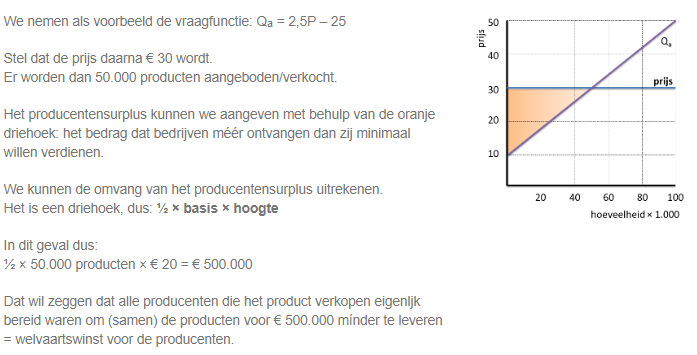 We nemen als voorbeeld de vraagfunctie: Qa = 2,5P – 25
Stel dat de prijs daarna € 30 wordt.
Er worden dan 50.000 producten aangeboden/verkocht.
Het producentensurplus kunnen we aangeven met behulp van de oranje
driehoek: het bedrag dat bedrijven méér ontvangen dan zij minimaal
willen verdienen.
We kunnen de omvang van het producentensurplus uitrekenen.
Het is een driehoek, dus: ½ × basis × hoogte
In dit geval dus:
½ × 50.000 producten × € 20 = € 500.000
Dat wil zeggen dat alle producenten die het product verkopen eigenlijk
bereid waren om (samen) de producten voor € 500.000 mínder te leveren
= welvaartswinst voor de producenten.
prijs
50
40
30
20
10
Qa
prijs
20 40 60 80 100
hoeveelheid × 1.000